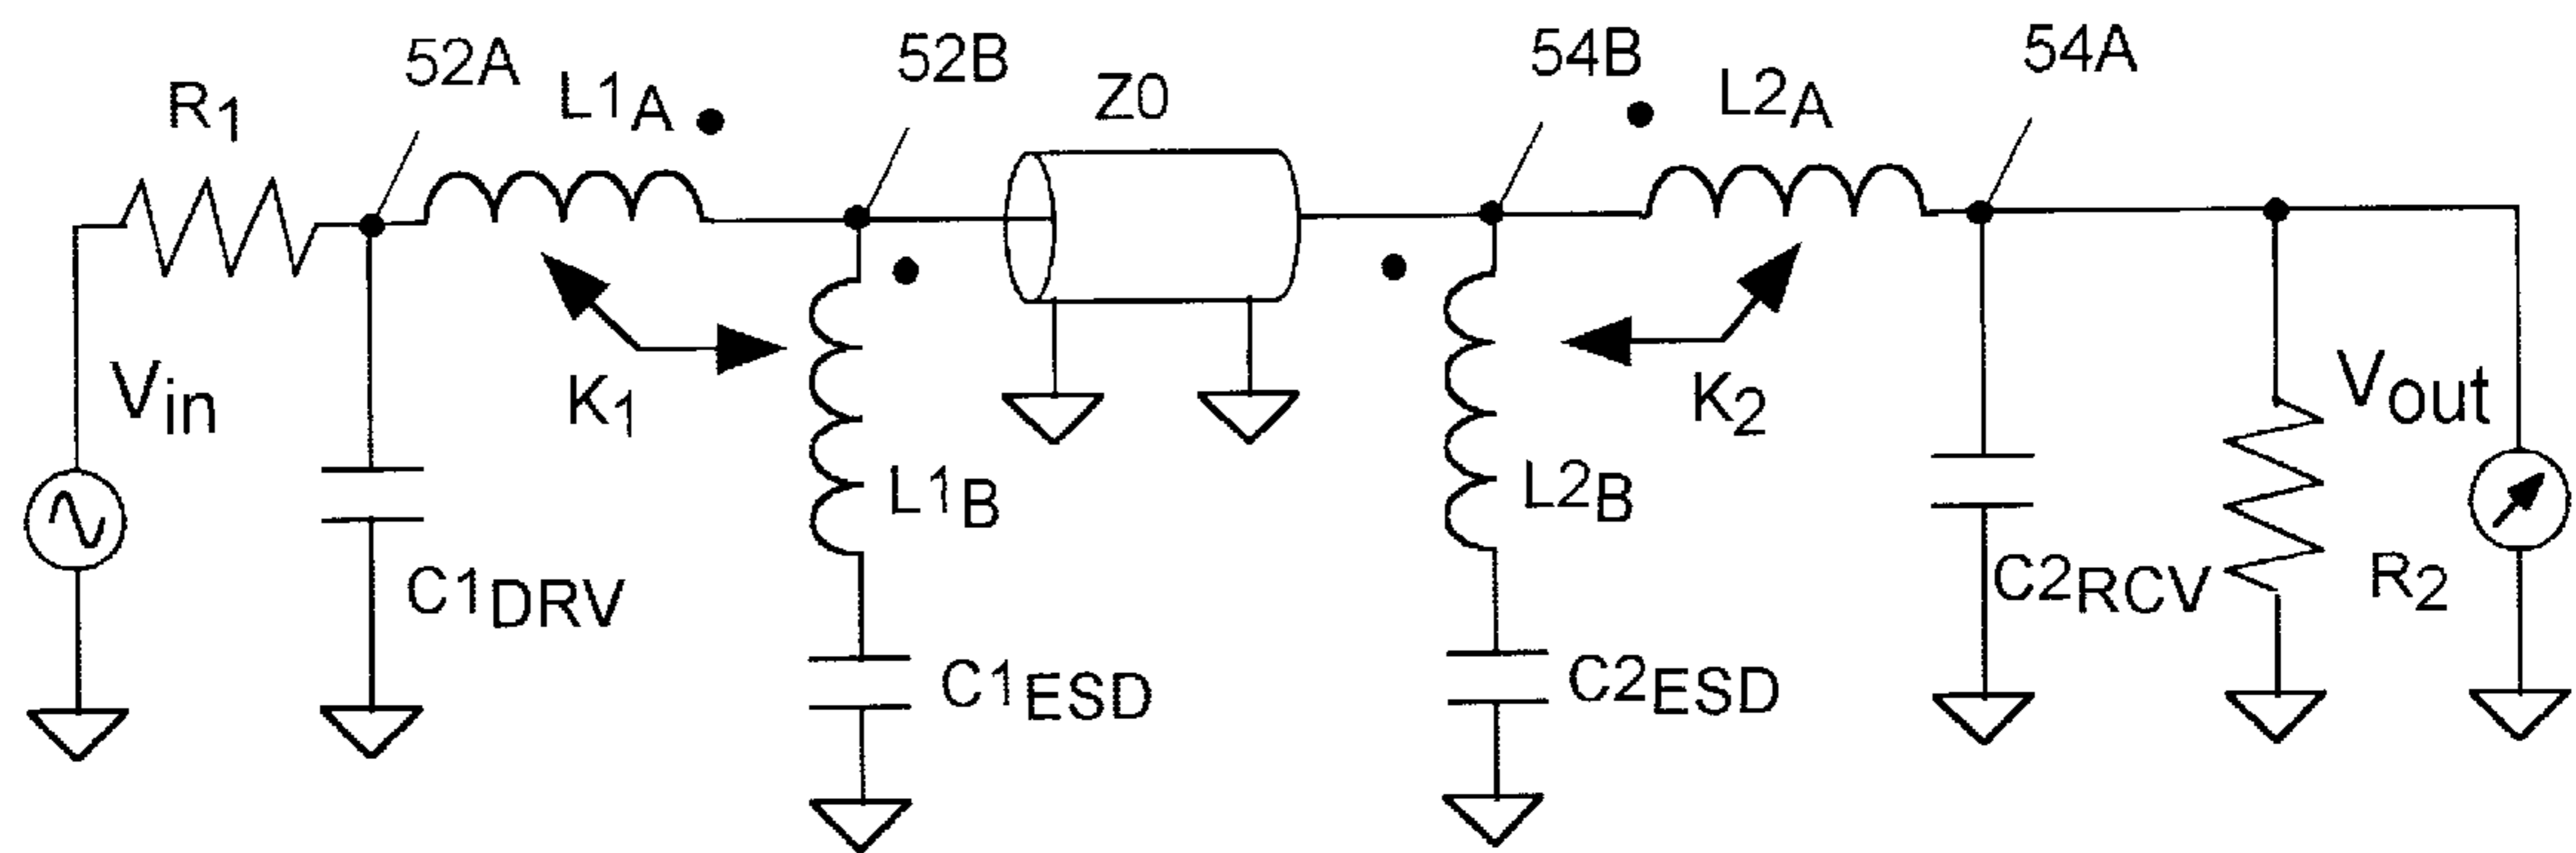 R1
52A
L1A
52B
Z0
54B
L2A
54A
Vin
K1
K2
Vout
L1B
L2B
C1DRV
C2RCV
R2
C1ESD
C2ESD